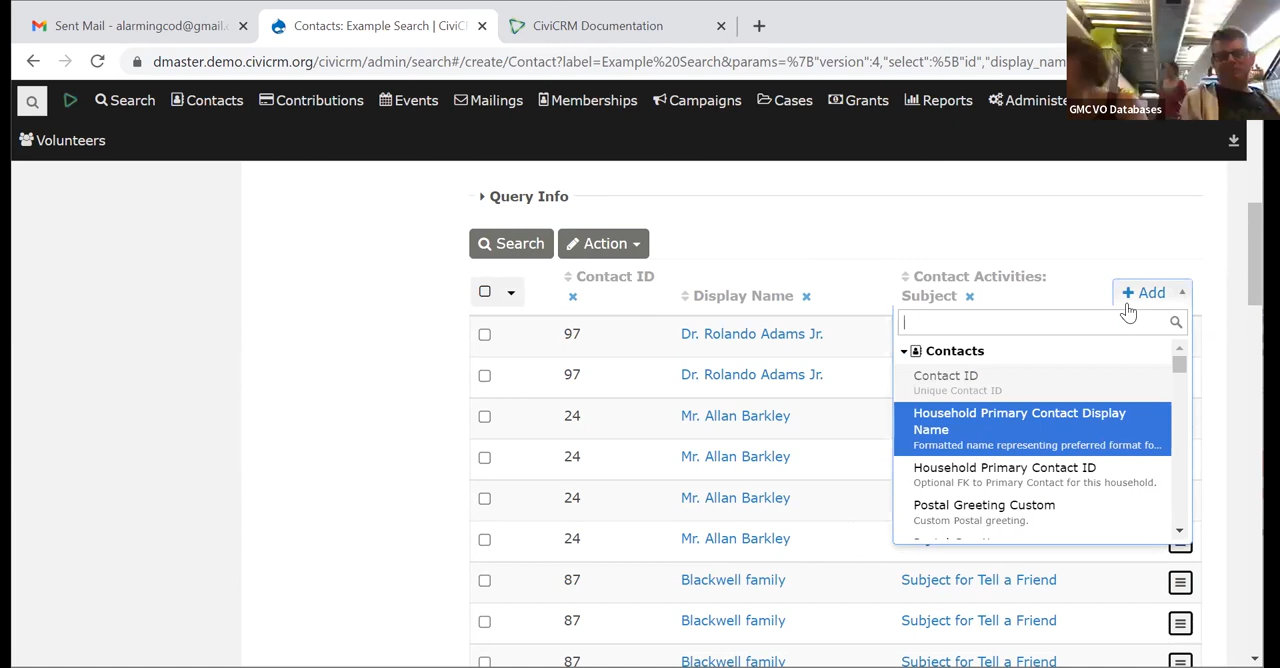 Sent Mail - alarmingcod@gmail.
Contacts: Example Search | CiviCR
CiviCRM Documentation
dmaster.demo.civicrm.org/civicrm/admin/search#/create/Contact?label=Example%20Search&params=%7B"version":4,"select":%5B"id","display_nam
GMCVO Databases
Search
Contacts
Contributions
Events
Mailings
Memberships
Campaigns
Cases
Grants
Reports
Administe
Volunteers
Query Info
Search
Action
Contact ID
Display Name
Contact Activities:
Subject
Add
97 Dr. Rolando Adams Jr.
97 Dr. Rolando Adams Jr.
24 Mr. Allan Barkley
24 Mr. Allan Barkley
24 Mr. Allan Barkley
24 Mr. Allan Barkley
87 Blackwell family Subject for Tell a Friend
87 Blackwell family Subject for Tell a Friend
87 Blackwell family Subject for Tell a Friend
Contacts
Contact ID
Unique Contact ID
Household Primary Contact Display
Name
Formatted name representing preferred format fo...
Household Primary Contact ID
Optional FK to Primary Contact for this household.
Postal Greeting Custom
Custom Postal greeting.